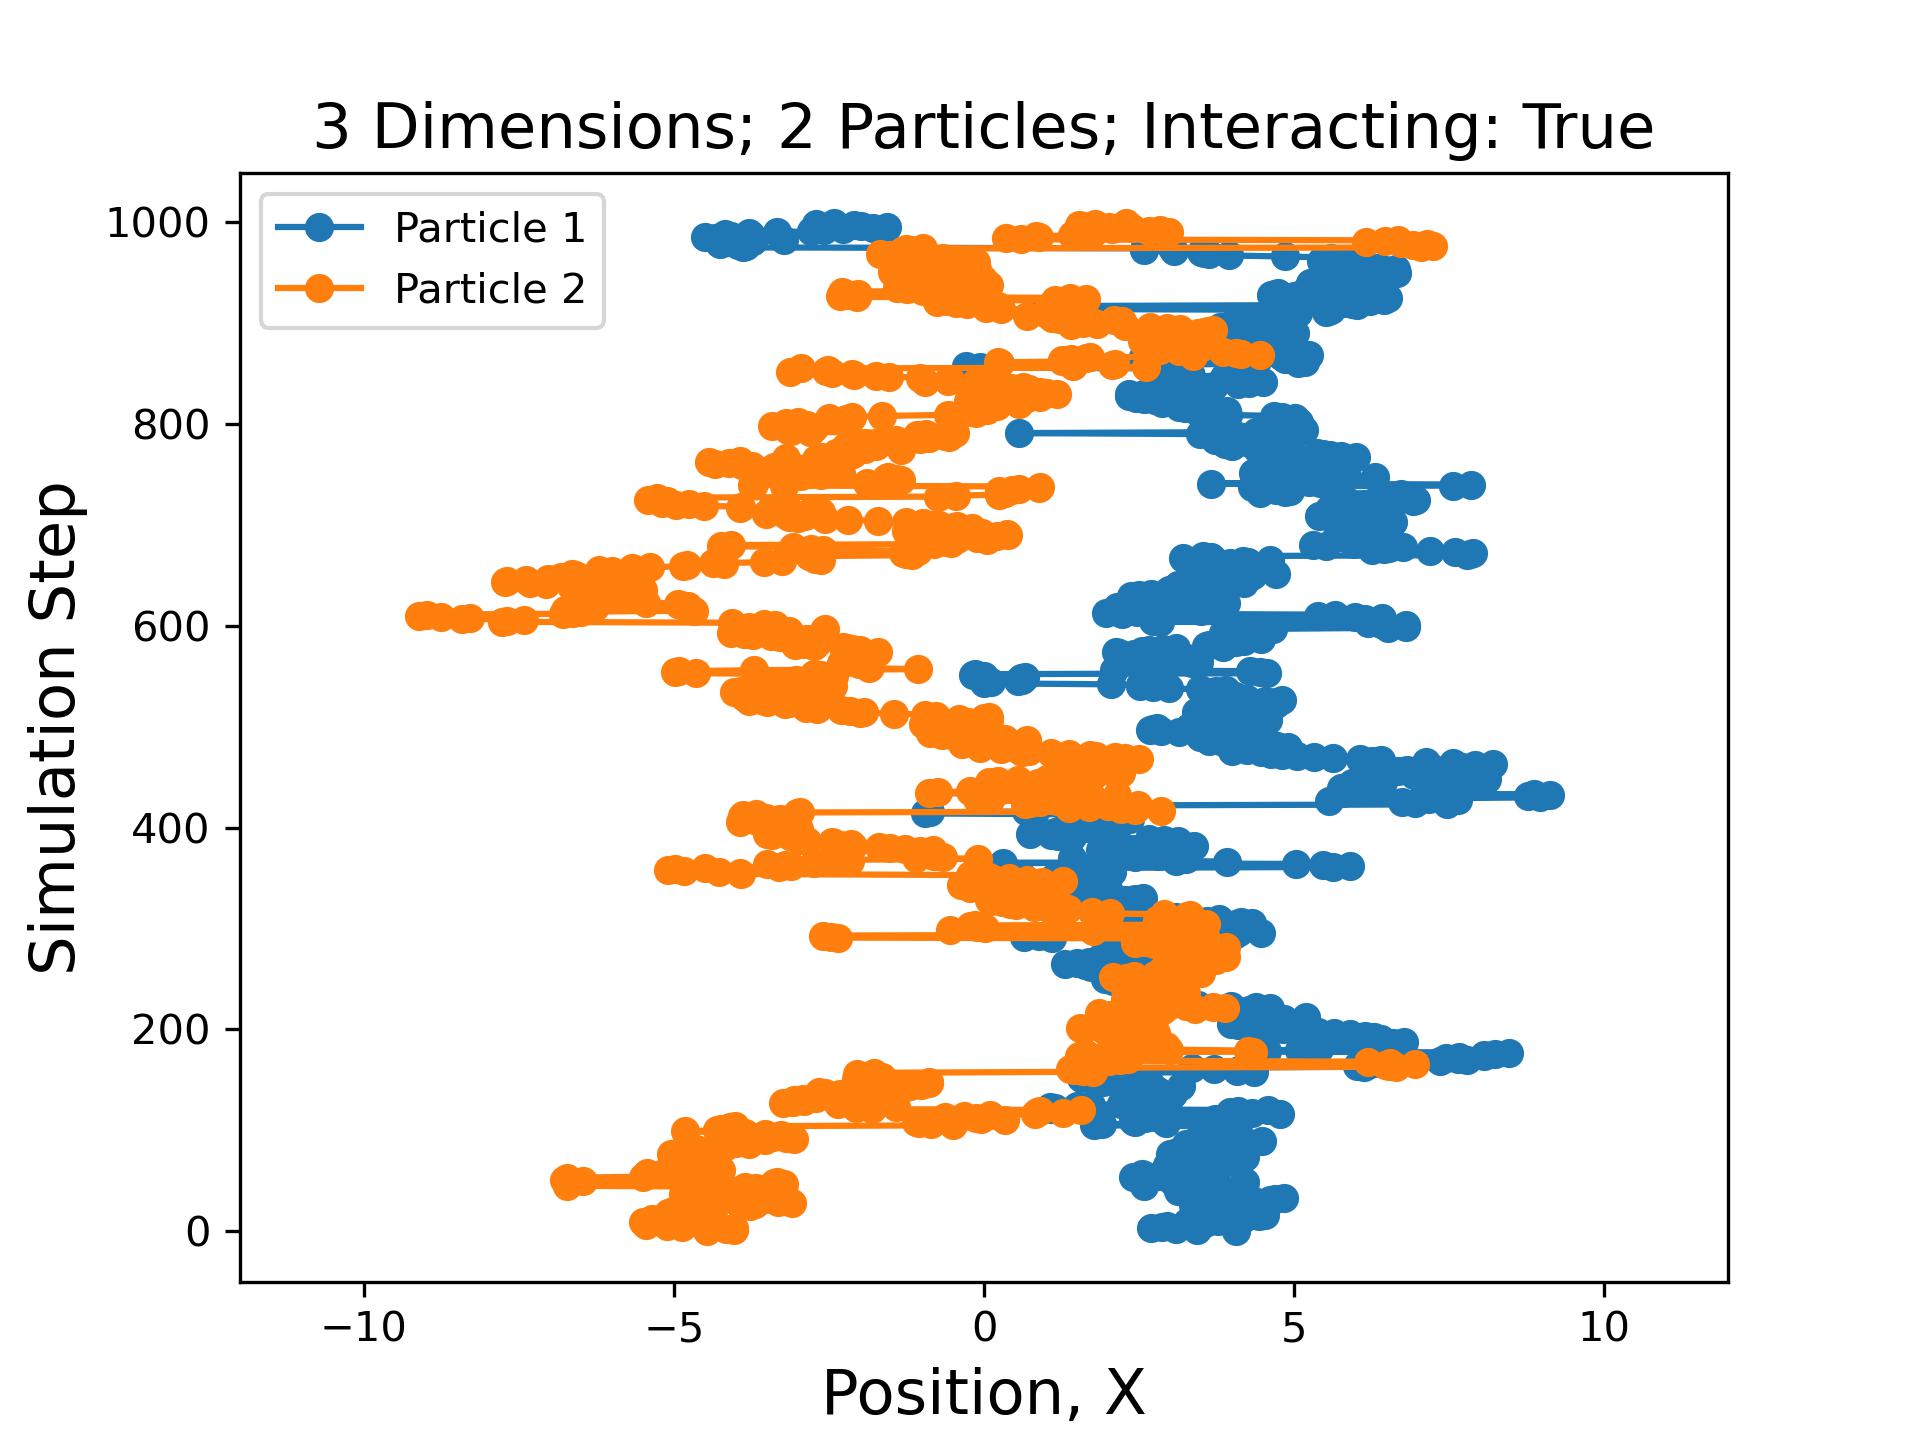 3 Dimensions; 2 Particles; Interacting: True
Particle 1
Particle 2
1000
800
600
400
200
0
Simulation Step
−10
−5
0
5
10
Position, X